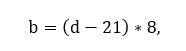 b = (d − 21) * 8,